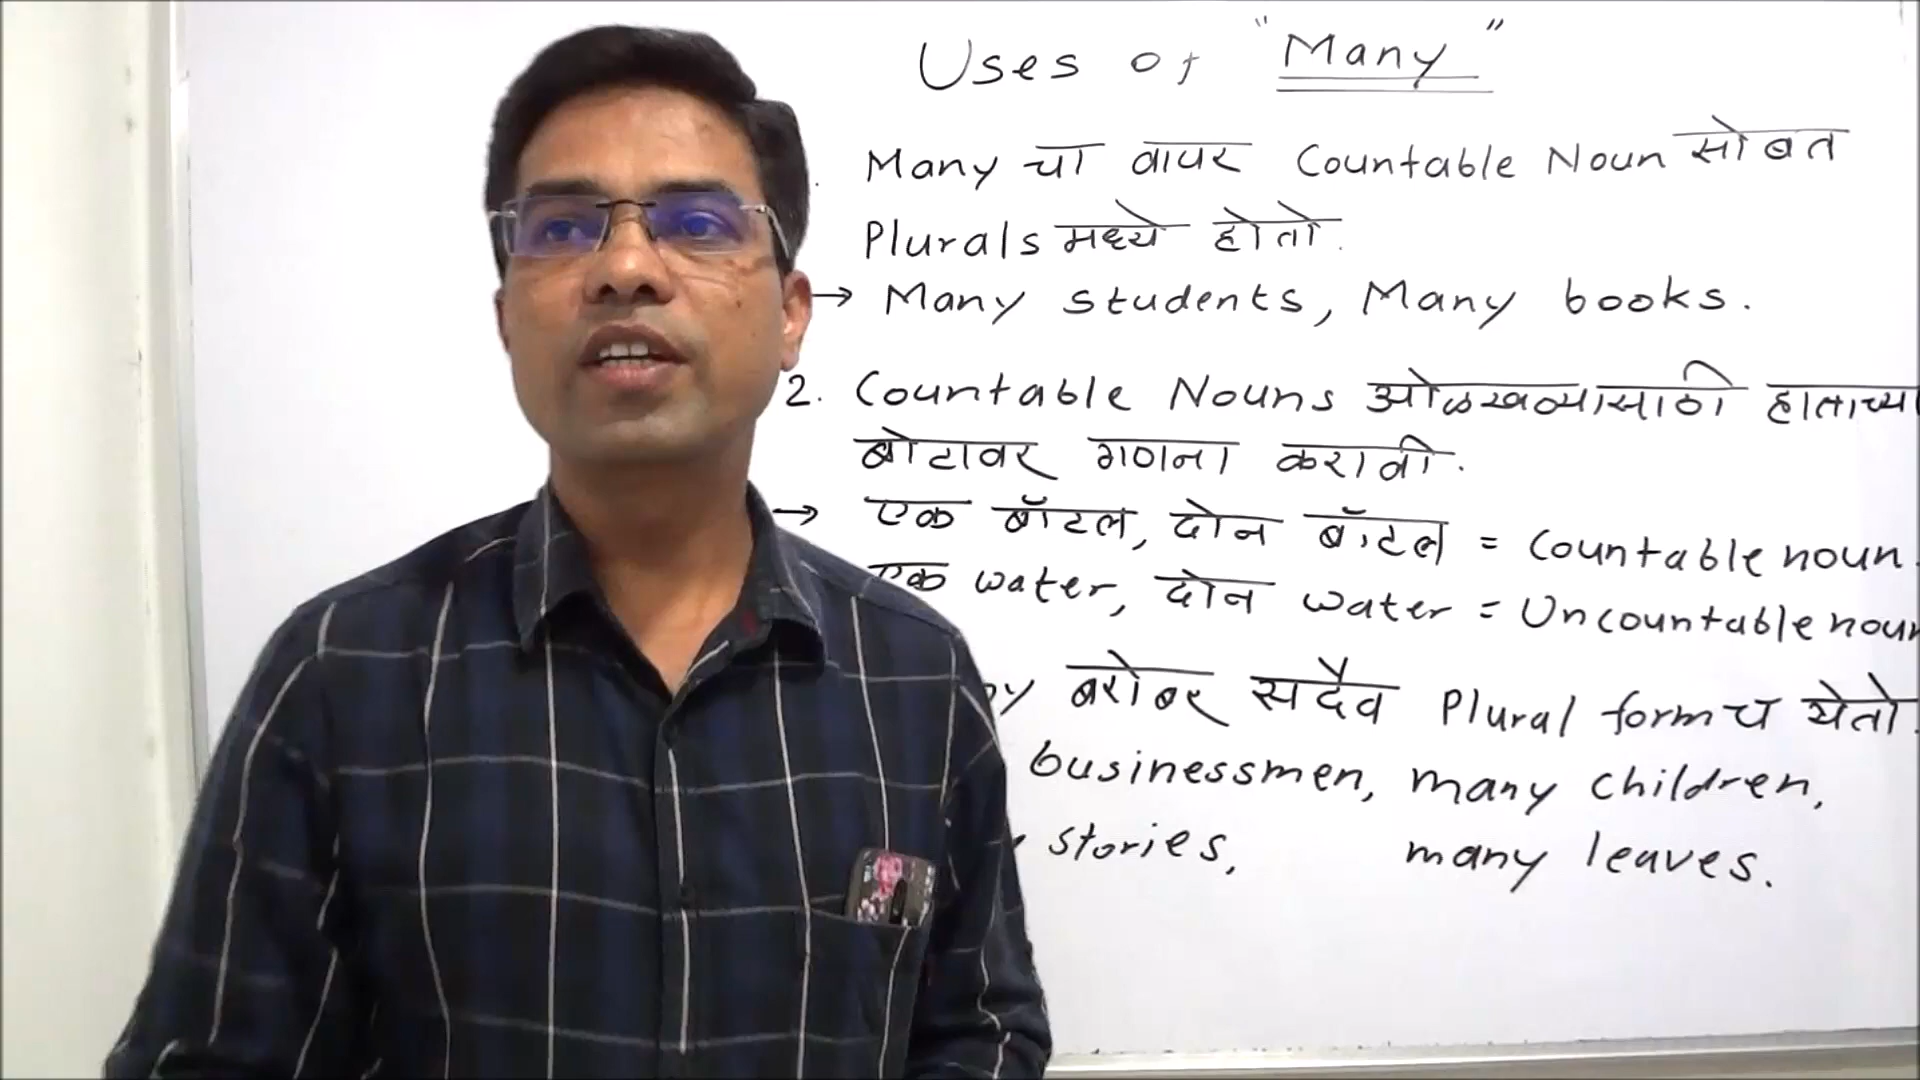 Uses of "Many"
Many चा वापर Countable Noun सोबत
Plurals मध्ये होतो.
→ Many students, Many books.
2. Countable Nouns ओळखण्यासाठी हाताच्या
बोटावर गणना करावी.
→ एक बॉटल, दोन बॉटल = Countable noun.
एक water, दोन water = Uncountable noun
बरोबर सदैव Plural form च येतो.
businessmen, many children,
stories, many leaves.